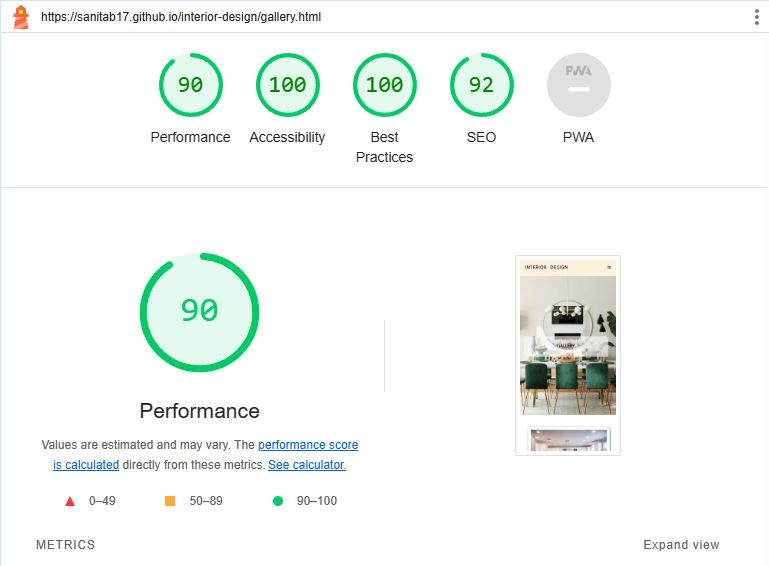 https://sanitab17.github.io/interior-design/gallery.html
90
100
100
92
PWA
Performance
Accessibility
Best
Practices
SEO
PWA
90
INTERIOR DESIGN
Performance
Values are estimated and may vary. The performance score
is calculated directly from these metrics. See calculator.
0–49
50–89
90–100
METRICS
Expand view